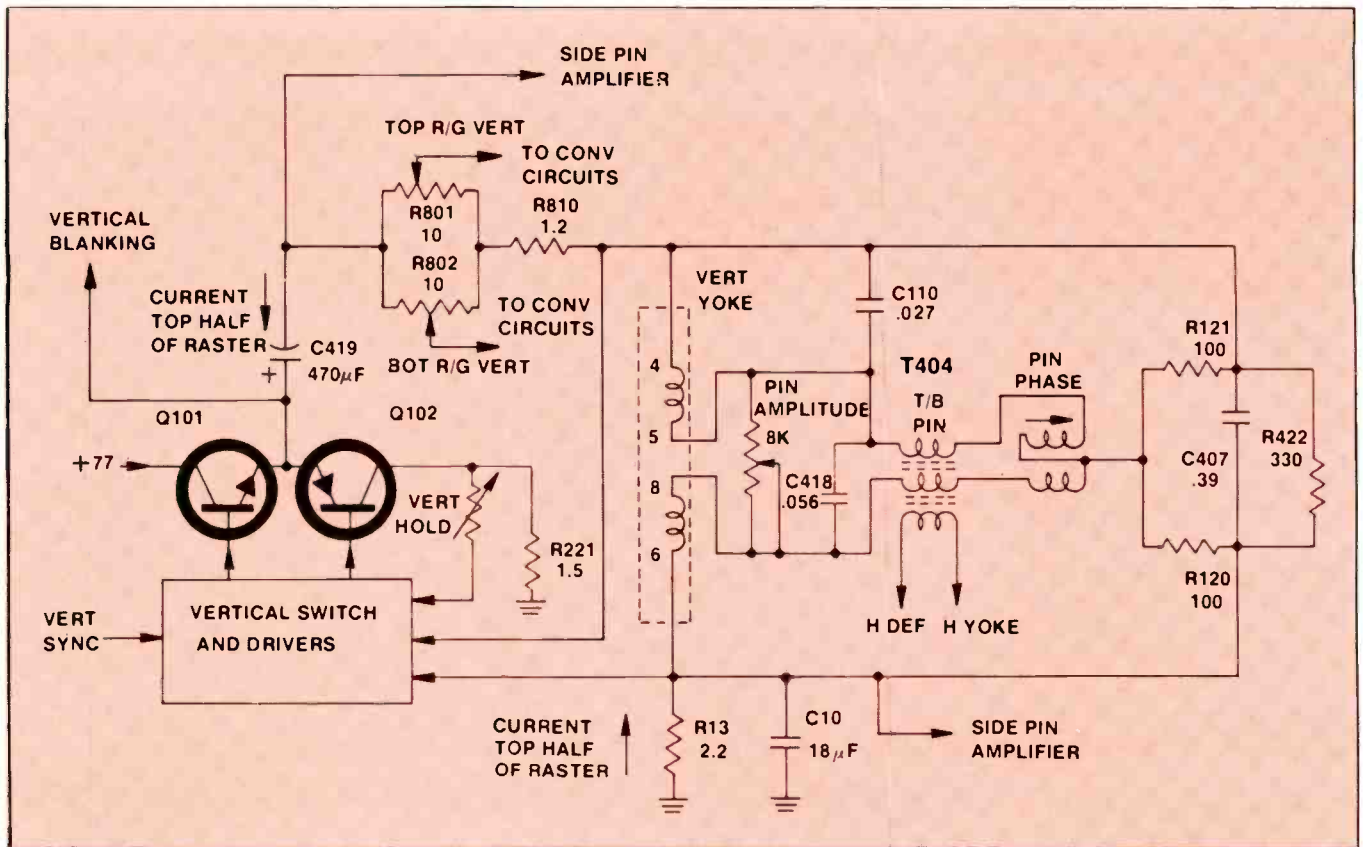 SIDE PIN
AMPLIFIER
TOP R/G VERT
TO CONV
CIRCUITS
R801
10
R802
10
R810
1.2
TO CONV
CIRCUITS
BOT R/G VERT
VERTICAL
BLANKING
CURRENT
TOP HALF
OF RASTER
C419
470µF
+
Q101
Q102
+77
VERT
HOLD
R221
1.5
VERT
SYNC
VERTICAL SWITCH
AND DRIVERS
VERT
YOKE
4
5
8
6
PIN
AMPLITUDE
8K
C110
.027
C418
.056
T404
T/B
PIN
PIN
PHASE
H DEF
H YOKE
R121
100
C407
.39
R422
330
R120
100
CURRENT
TOP HALF
OF RASTER
R13
2.2
C10
18µF
SIDE PIN
AMPLIFIER